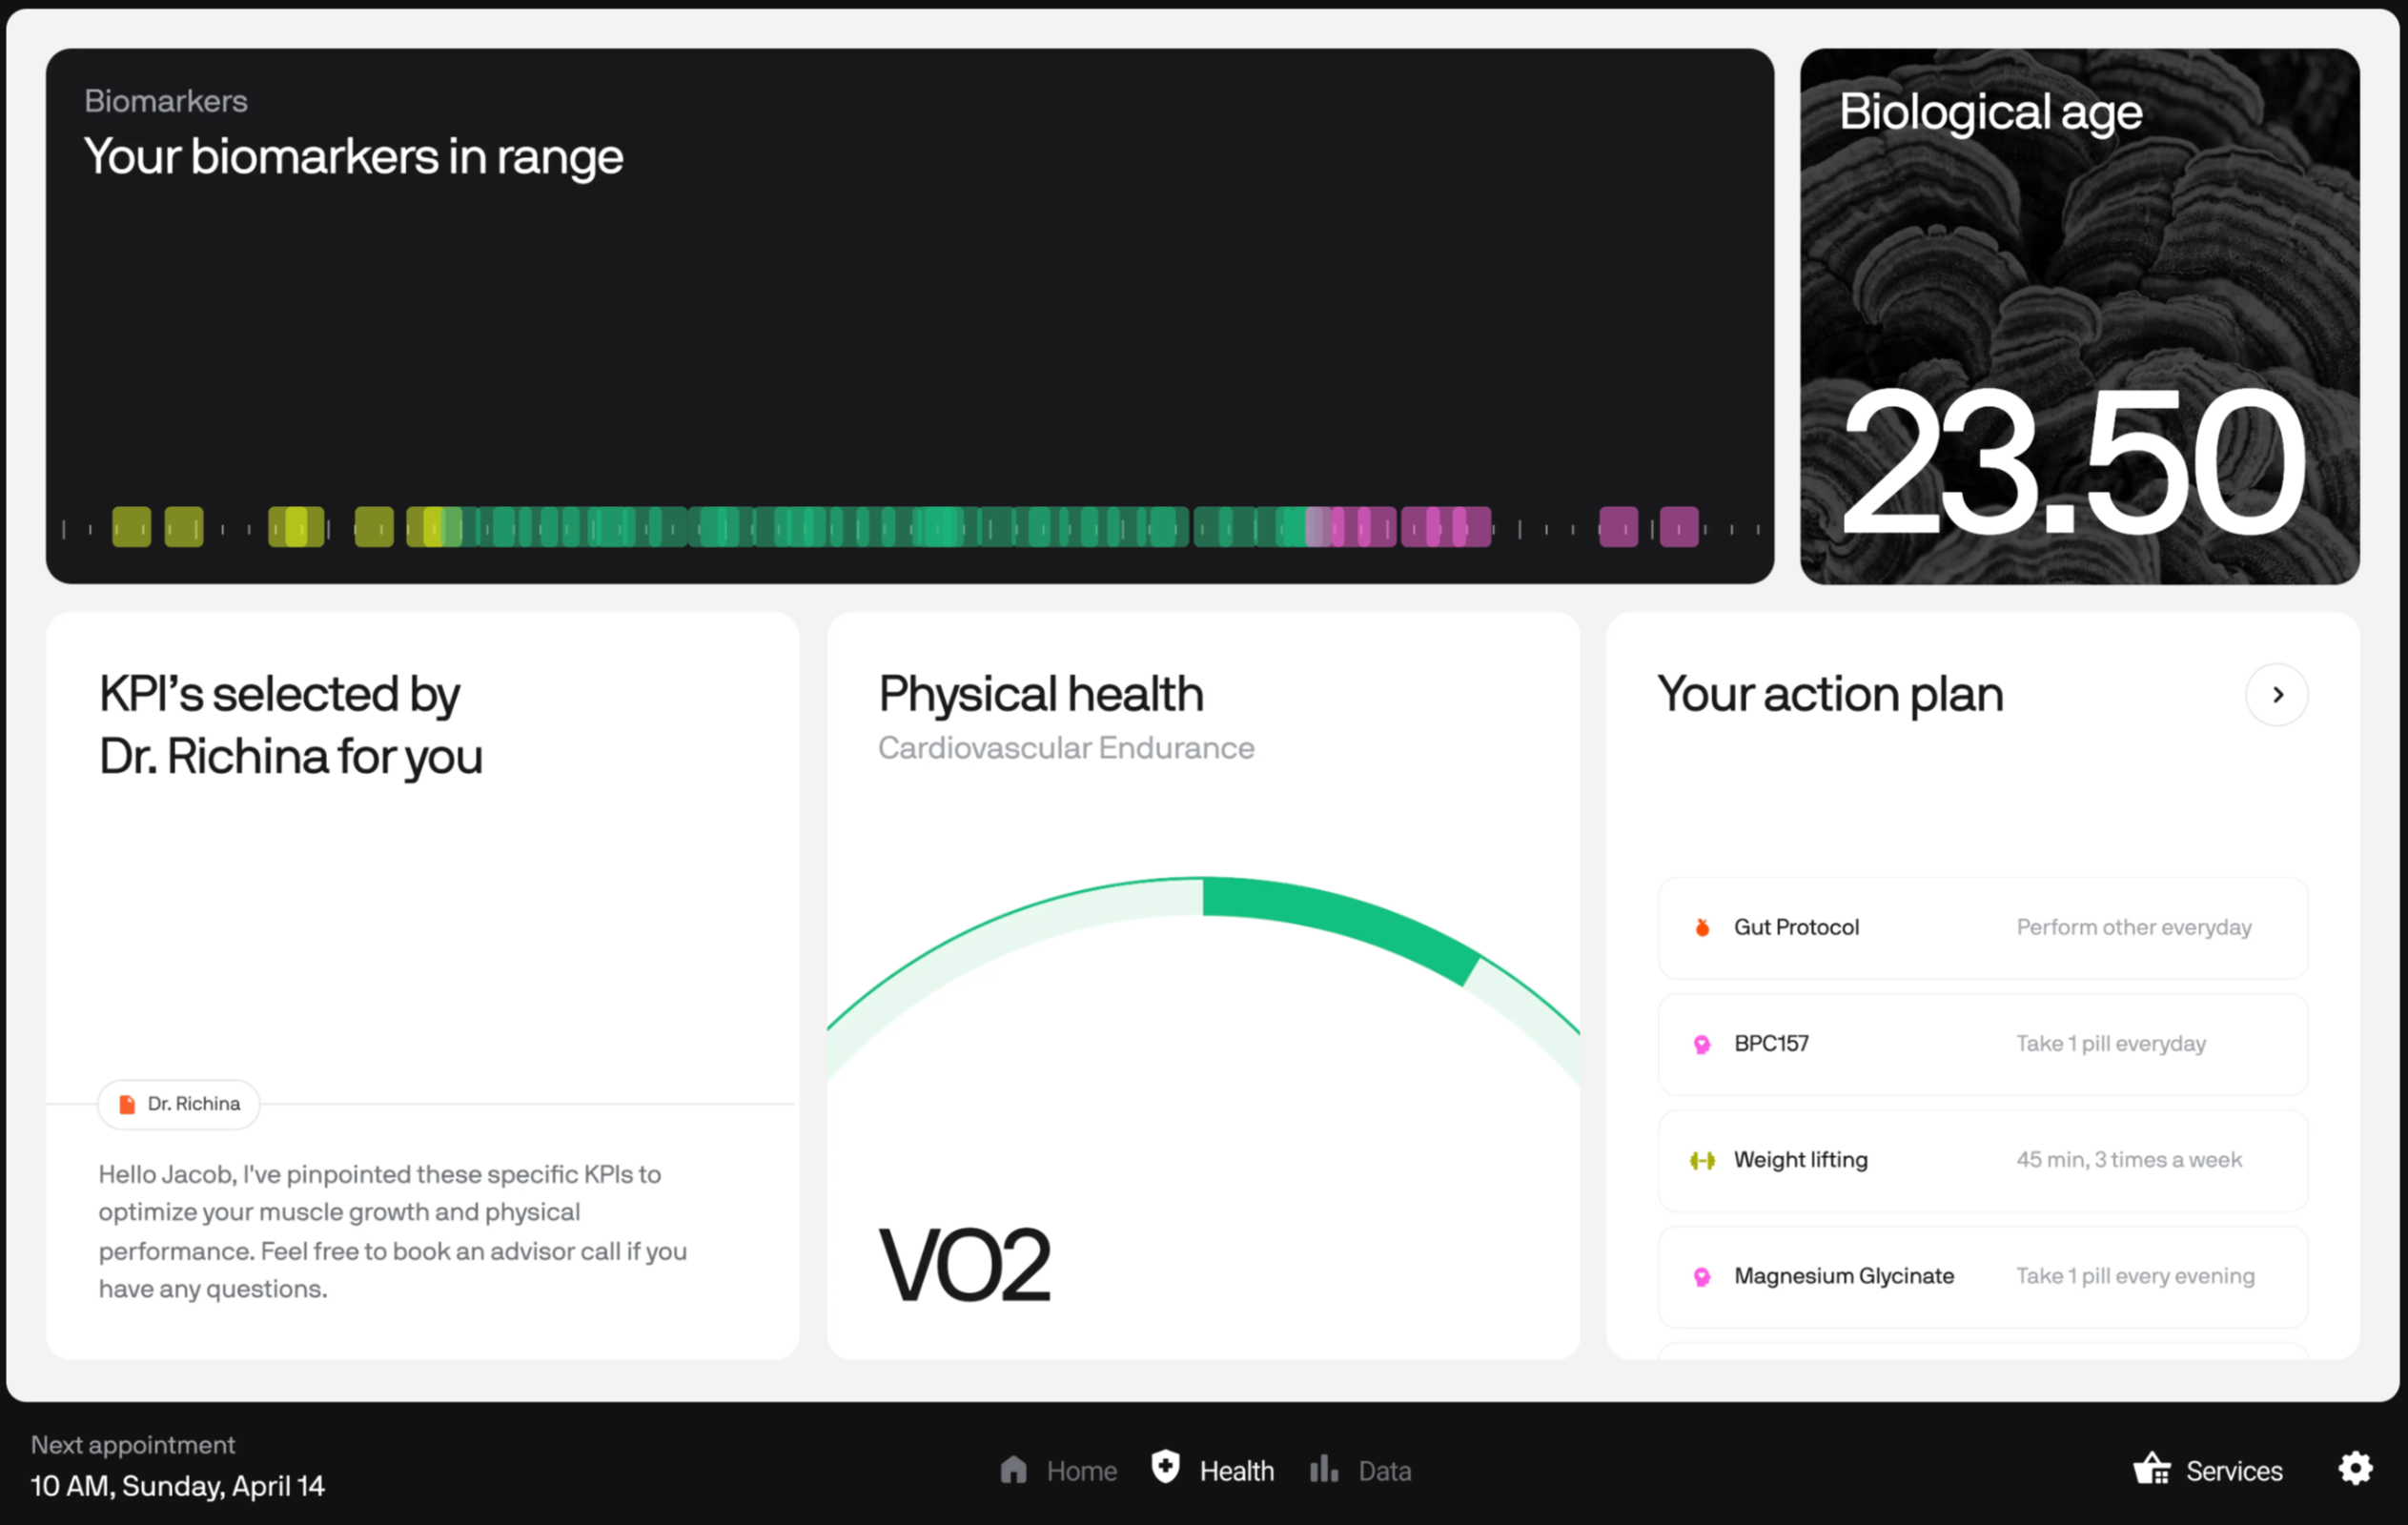 Biomarkers
Your biomarkers in range
Biological age
23.50
KPI’s selected by
Dr. Richina for you
Dr. Richina
Hello Jacob, I've pinpointed these specific KPIs to
optimize your muscle growth and physical
performance. Feel free to book an advisor call if you
have any questions.
Physical health
Cardiovascular Endurance
VO2
Your action plan
Gut Protocol Perform other everyday
BPC157 Take 1 pill everyday
Weight lifting 45 min, 3 times a week
Magnesium Glycinate Take 1 pill every evening
Next appointment
10 AM, Sunday, April 14
Home Health Data
Services